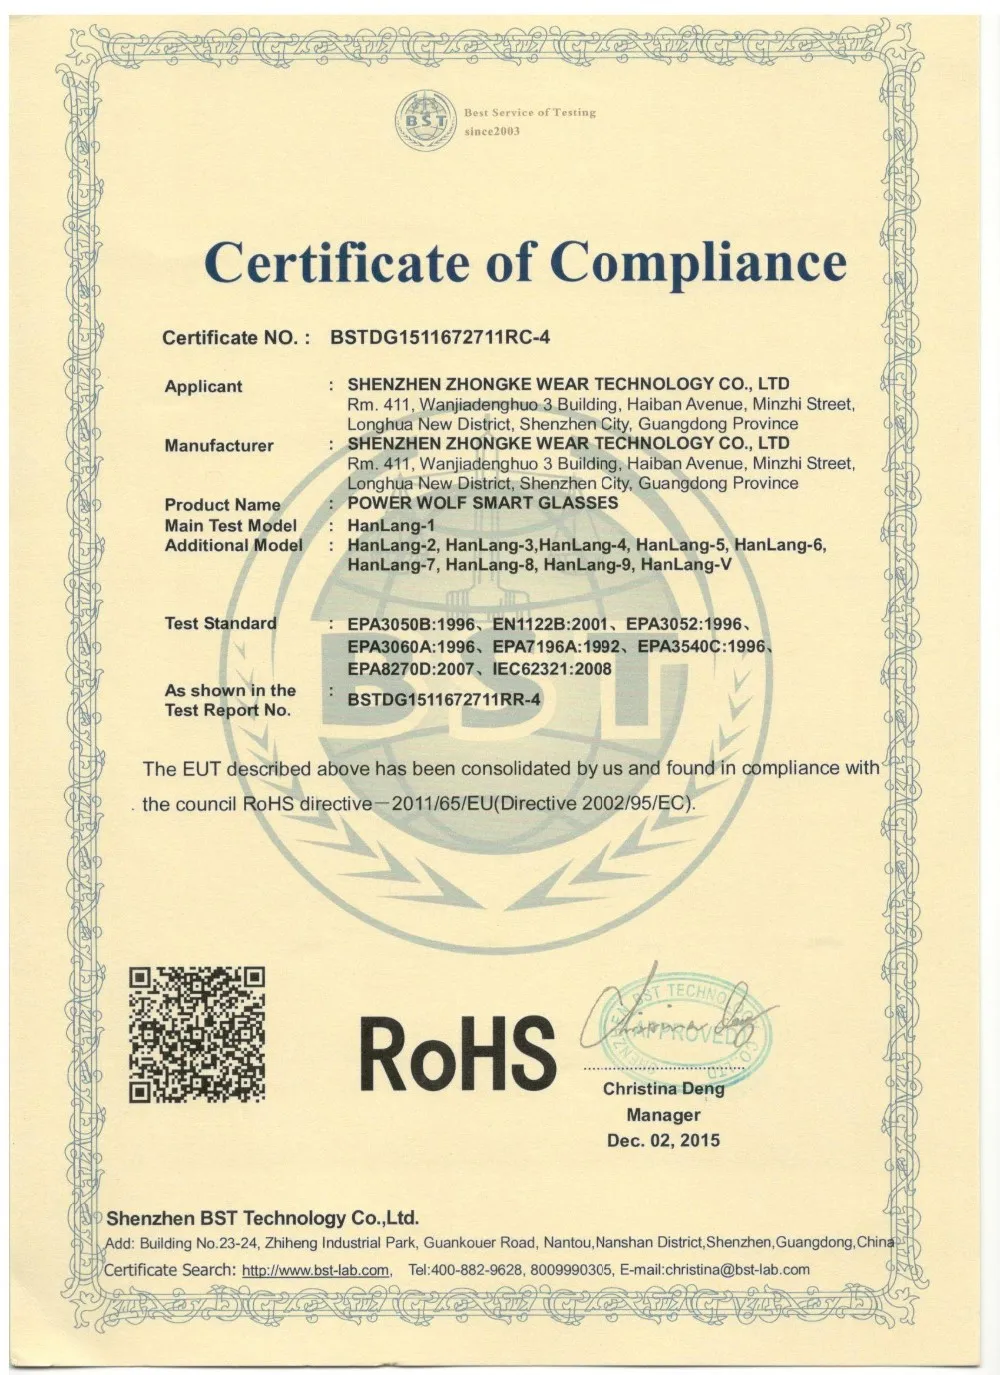 BST
Best Service of Testing
since2003
Certificate of Compliance
Certificate NO. : BSTDG1511672711RC-4
Applicant : SHENZHEN ZHONGKE WEAR TECHNOLOGY CO., LTD
Rm. 411, Wanjiadenghuo 3 Building, Haiban Avenue, Minzhi Street,
Longhua New District, Shenzhen City, Guangdong Province
Manufacturer : SHENZHEN ZHONGKE WEAR TECHNOLOGY CO., LTD
Rm. 411, Wanjiadenghuo 3 Building, Haiban Avenue, Minzhi Street,
Longhua New District, Shenzhen City, Guangdong Province
Product Name : POWER WOLF SMART GLASSES
Main Test Model : HanLang-1
Additional Model : HanLang-2, HanLang-3,HanLang-4, HanLang-5, HanLang-6,
HanLang-7, HanLang-8, HanLang-9, HanLang-V
Test Standard : EPA3050B:1996、EN1122B:2001、EPA3052:1996、
EPA3060A:1996、EPA7196A:1992、EPA3540C:1996、
EPA8270D:2007、IEC62321:2008
As shown in the
Test Report No. : BSTDG1511672711RR-4
BST
The EUT described above has been consolidated by us and found in compliance with
the council RoHS directive－2011/65/EU(Directive 2002/95/EC).
RoHS
BST TECHNOLOGY CO.,LTD
APPROVED
Christina Deng
Manager
Dec. 02, 2015
Shenzhen BST Technology Co.,Ltd.
Add: Building No.23-24, Zhiheng Industrial Park, Guankouer Road, Nantou,Nanshan District,Shenzhen,Guangdong,China
Certificate Search: http://www.bst-lab.com, Tel:400-882-9628, 8009990305, E-mail:christina@bst-lab.com